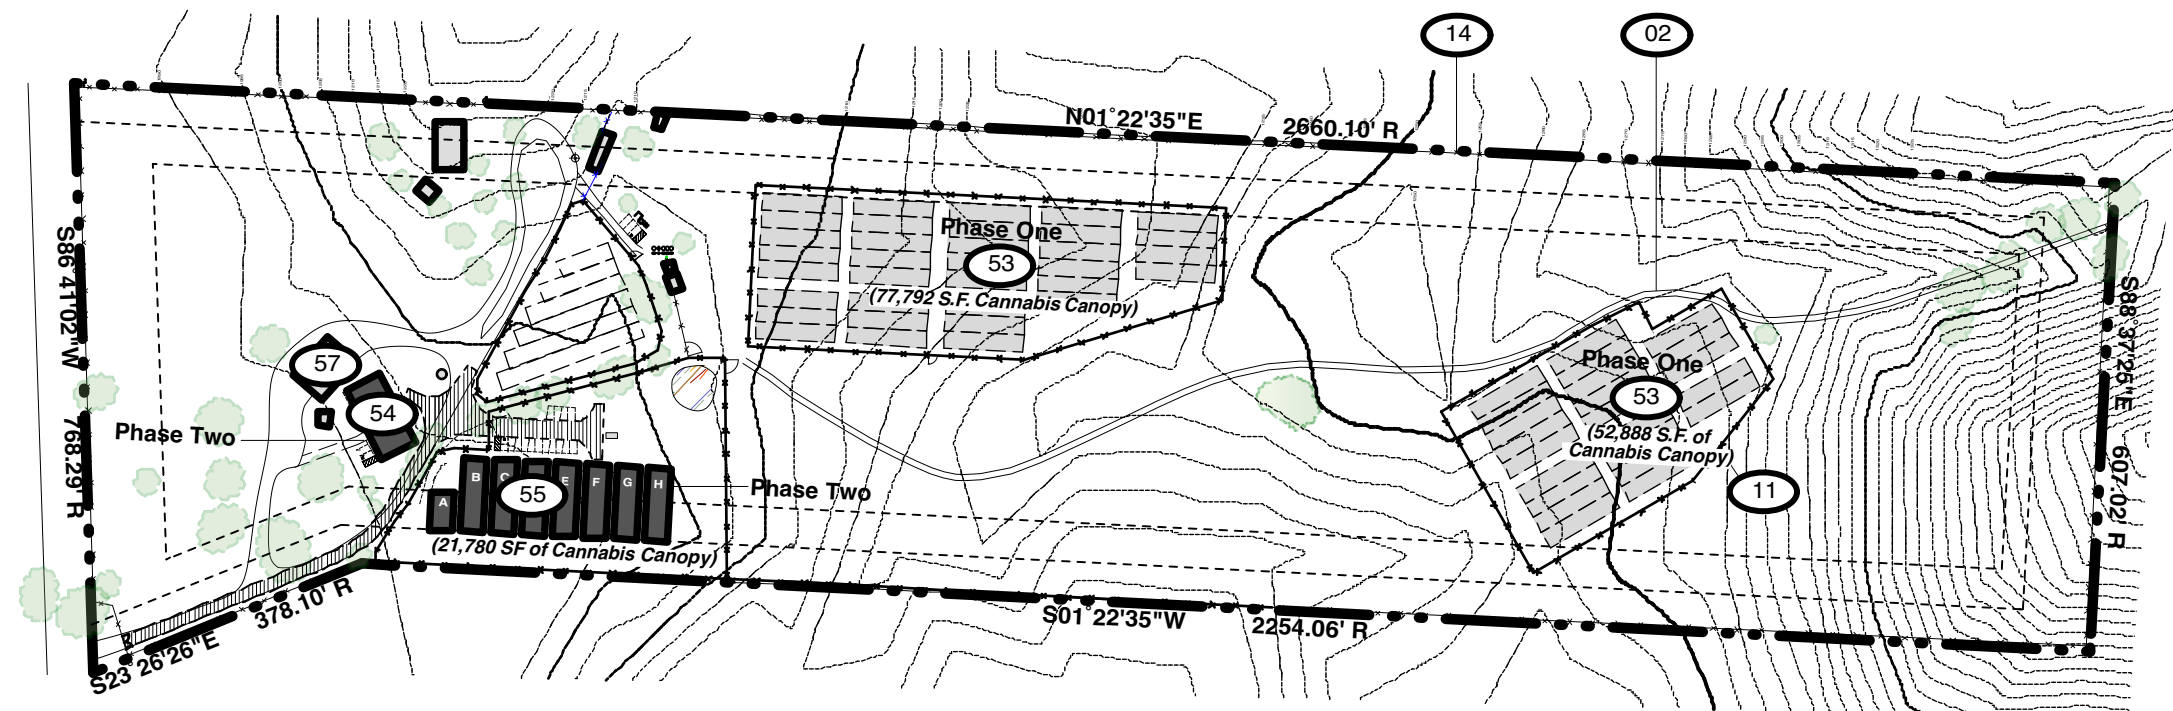 14
02
N01°22'35"E
2660.10' R
S86°41'02"W
768.29' R
Phase One
53
(77,792 S.F. Cannabis Canopy)
S88°37'25"E
607.02' R
57
54
Phase Two
Phase One
53
(52,888 S.F. of
Cannabis Canopy)
11
A
B
C
55
E
F
G
H
Phase Two
(21,780 SF of Cannabis Canopy)
378.10' R
S23°26'26"E
S01°22'35"W
2254.06' R